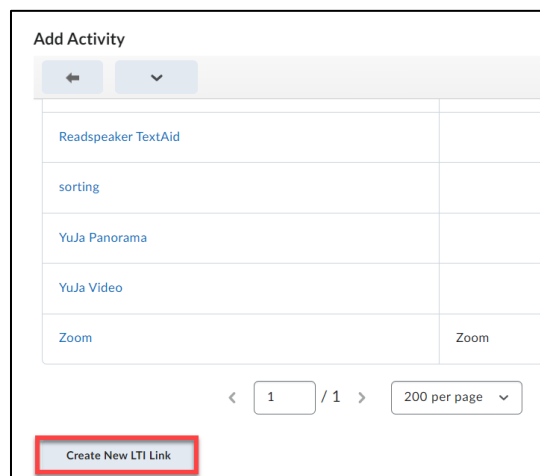 Add Activity
Readspeaker TextAid
sorting
YuJa Panorama
YuJa Video
Zoom Zoom
1 / 1 200 per page
Create New LTI Link